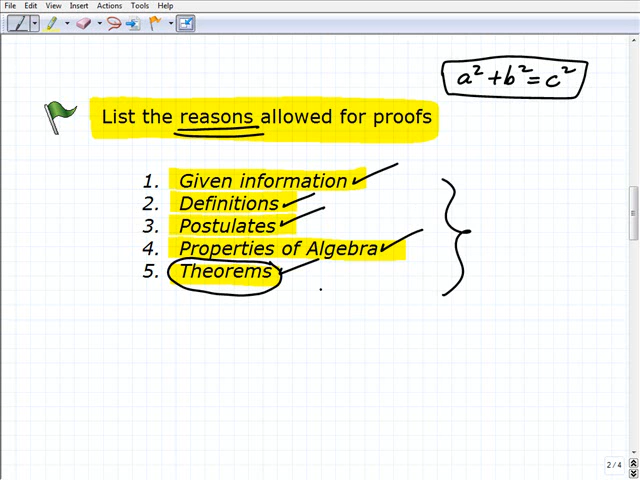 File Edit View Insert Actions Tools Help
a² + b² = c²
List the reasons allowed for proofs
1. Given information
2. Definitions
3. Postulates
4. Properties of Algebra
5. Theorems
2 / 4